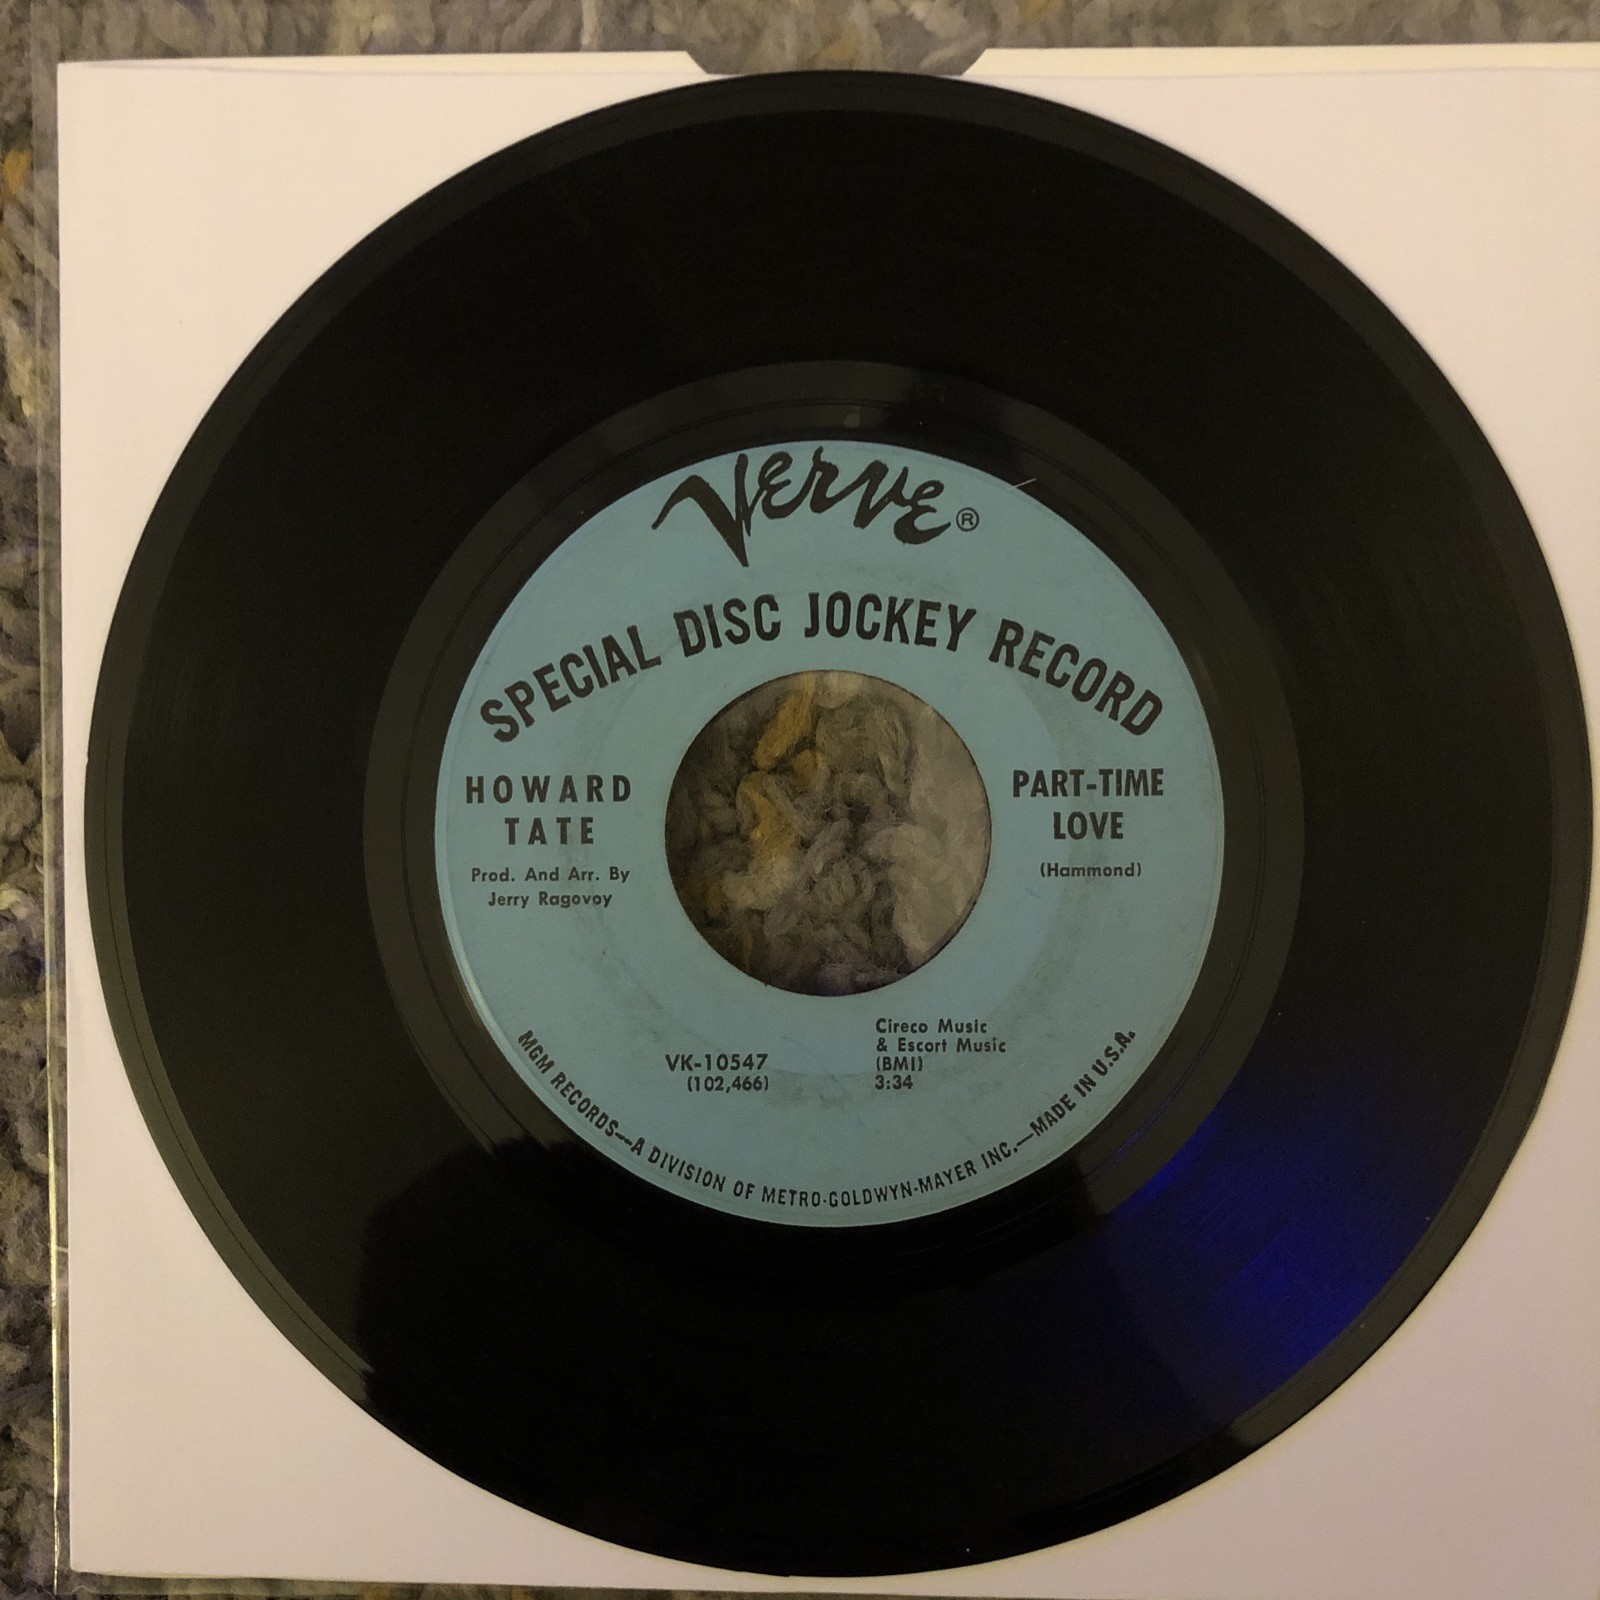 VERVE®
SPECIAL DISC JOCKEY RECORD
HOWARD
TATE
Prod. And Arr. By
Jerry Ragovoy
PART-TIME
LOVE
(Hammond)
VK-10547
(102,466)
Cireco Music
& Escort Music
(BMI)
3:34
MGM RECORDS—A DIVISION OF METRO-GOLDWYN-MAYER INC.—MADE IN U.S.A.